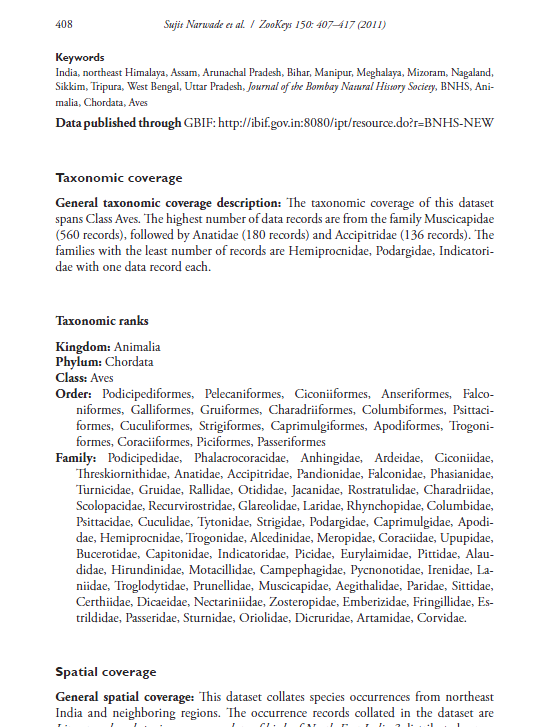 408
Sujit Narwade et al. / ZooKeys 150: 407–417 (2011)
Keywords
India, northeast Himalaya, Assam, Arunachal Pradesh, Bihar, Manipur, Meghalaya, Mizoram, Nagaland,
Sikkim, Tripura, West Bengal, Uttar Pradesh, Journal of the Bombay Natural History Society, BNHS, Ani-
malia, Chordata, Aves
Data published through GBIF: http://ibif.gov.in:8080/ipt/resource.do?r=BNHS-NEW
Taxonomic coverage
General taxonomic coverage description: The taxonomic coverage of this dataset
spans Class Aves. The highest number of data records are from the family Muscicapidae
(560 records), followed by Anatidae (180 records) and Accipitridae (136 records). The
families with the least number of records are Hemiprocnidae, Podargidae, Indicatori-
dae with one data record each.
Taxonomic ranks
Kingdom: Animalia
Phylum: Chordata
Class: Aves
Order: Podicipediformes, Pelecaniformes, Ciconiiformes, Anseriformes, Falco-
niformes, Galliformes, Gruiformes, Charadriiformes, Columbiformes, Psittaci-
formes, Cuculiformes, Strigiformes, Caprimulgiformes, Apodiformes, Trogoni-
formes, Coraciiformes, Piciformes, Passeriformes
Family: Podicipedidae, Phalacrocoracidae, Anhingidae, Ardeidae, Ciconiidae,
Threskiornithidae, Anatidae, Accipitridae, Pandionidae, Falconidae, Phasianidae,
Turnicidae, Gruidae, Rallidae, Otididae, Jacanidae, Rostratulidae, Charadriidae,
Scolopacidae, Recurvirostridae, Glareolidae, Laridae, Rhynchopidae, Columbidae,
Psittacidae, Cuculidae, Tytonidae, Strigidae, Podargidae, Caprimulgidae, Apodi-
dae, Hemiprocnidae, Trogonidae, Alcedinidae, Meropidae, Coraciidae, Upupidae,
Bucerotidae, Capitonidae, Indicatoridae, Picidae, Eurylaimidae, Pittidae, Alau-
didae, Hirundinidae, Motacillidae, Campephagidae, Pycnonotidae, Irenidae, La-
niidae, Troglodytidae, Prunellidae, Muscicapidae, Aegithalidae, Paridae, Sittidae,
Certhiidae, Dicaeidae, Nectariniidae, Zosteropidae, Emberizidae, Fringillidae, Es-
trildidae, Passeridae, Sturnidae, Oriolidae, Dicruridae, Artamidae, Corvidae.
Spatial coverage
General spatial coverage: This dataset collates species occurrences from northeast
India and neighboring regions. The occurrence records collated in the dataset are